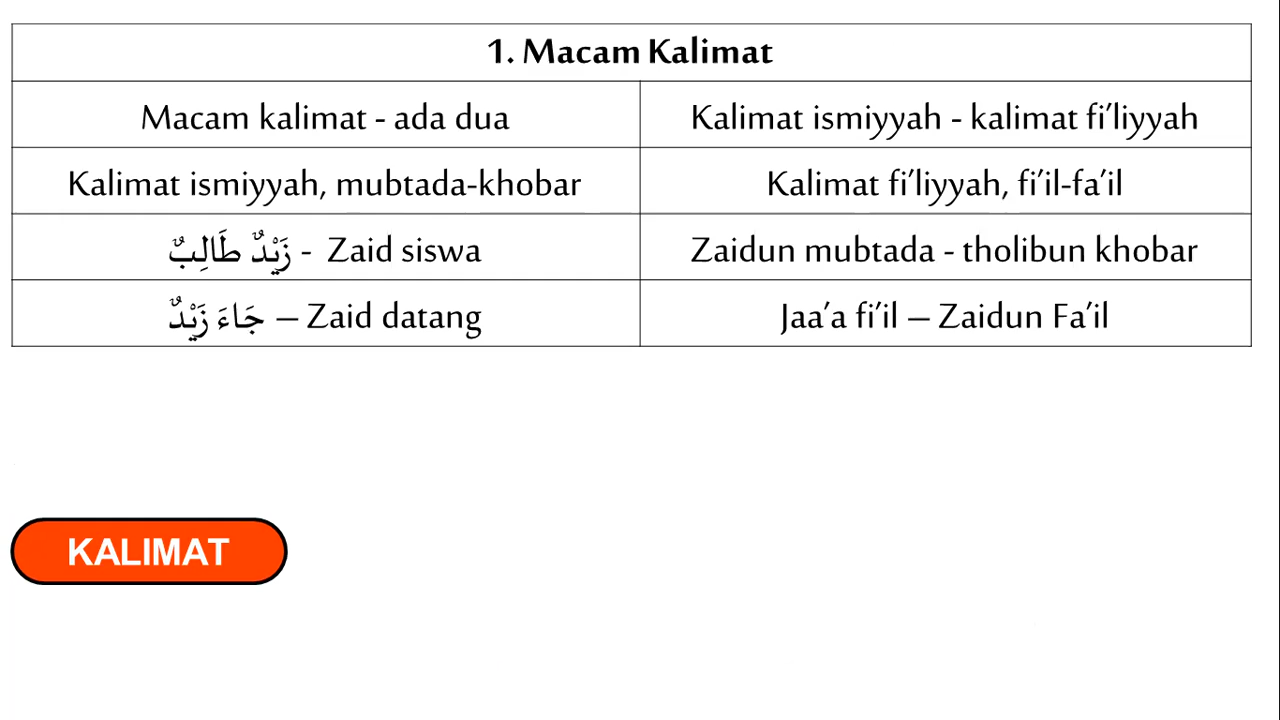 1. Macam Kalimat
Macam kalimat - ada dua
Kalimat ismiyyah - kalimat fi’liyyah
Kalimat ismiyyah, mubtada-khobar
Kalimat fi’liyyah, fi’il-fa’il
زَيْدٌ طَالِبٌ - Zaid siswa
Zaidun mubtada - tholibun khobar
جَاءَ زَيْدٌ – Zaid datang
Jaa’a fi’il – Zaidun Fa’il
KALIMAT